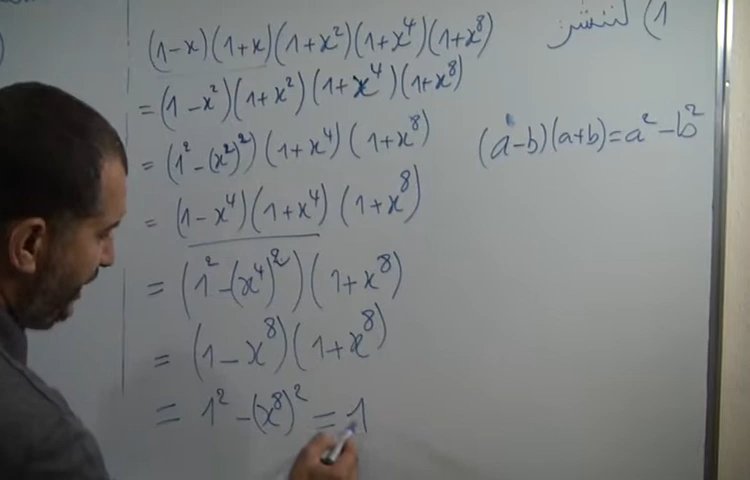 1) لننشر
(1-x)(1+x)(1+x²)(1+x⁴)(1+x⁸)
=(1-x²)(1+x²)(1+x⁴)(1+x⁸)
=(1²-(x²)²)(1+x⁴)(1+x⁸)
(a-b)(a+b)=a²-b²
=(1-x⁴)(1+x⁴)(1+x⁸)
=(1²-(x⁴)²)(1+x⁸)
=(1-x⁸)(1+x⁸)
=1²-(x⁸)²=1